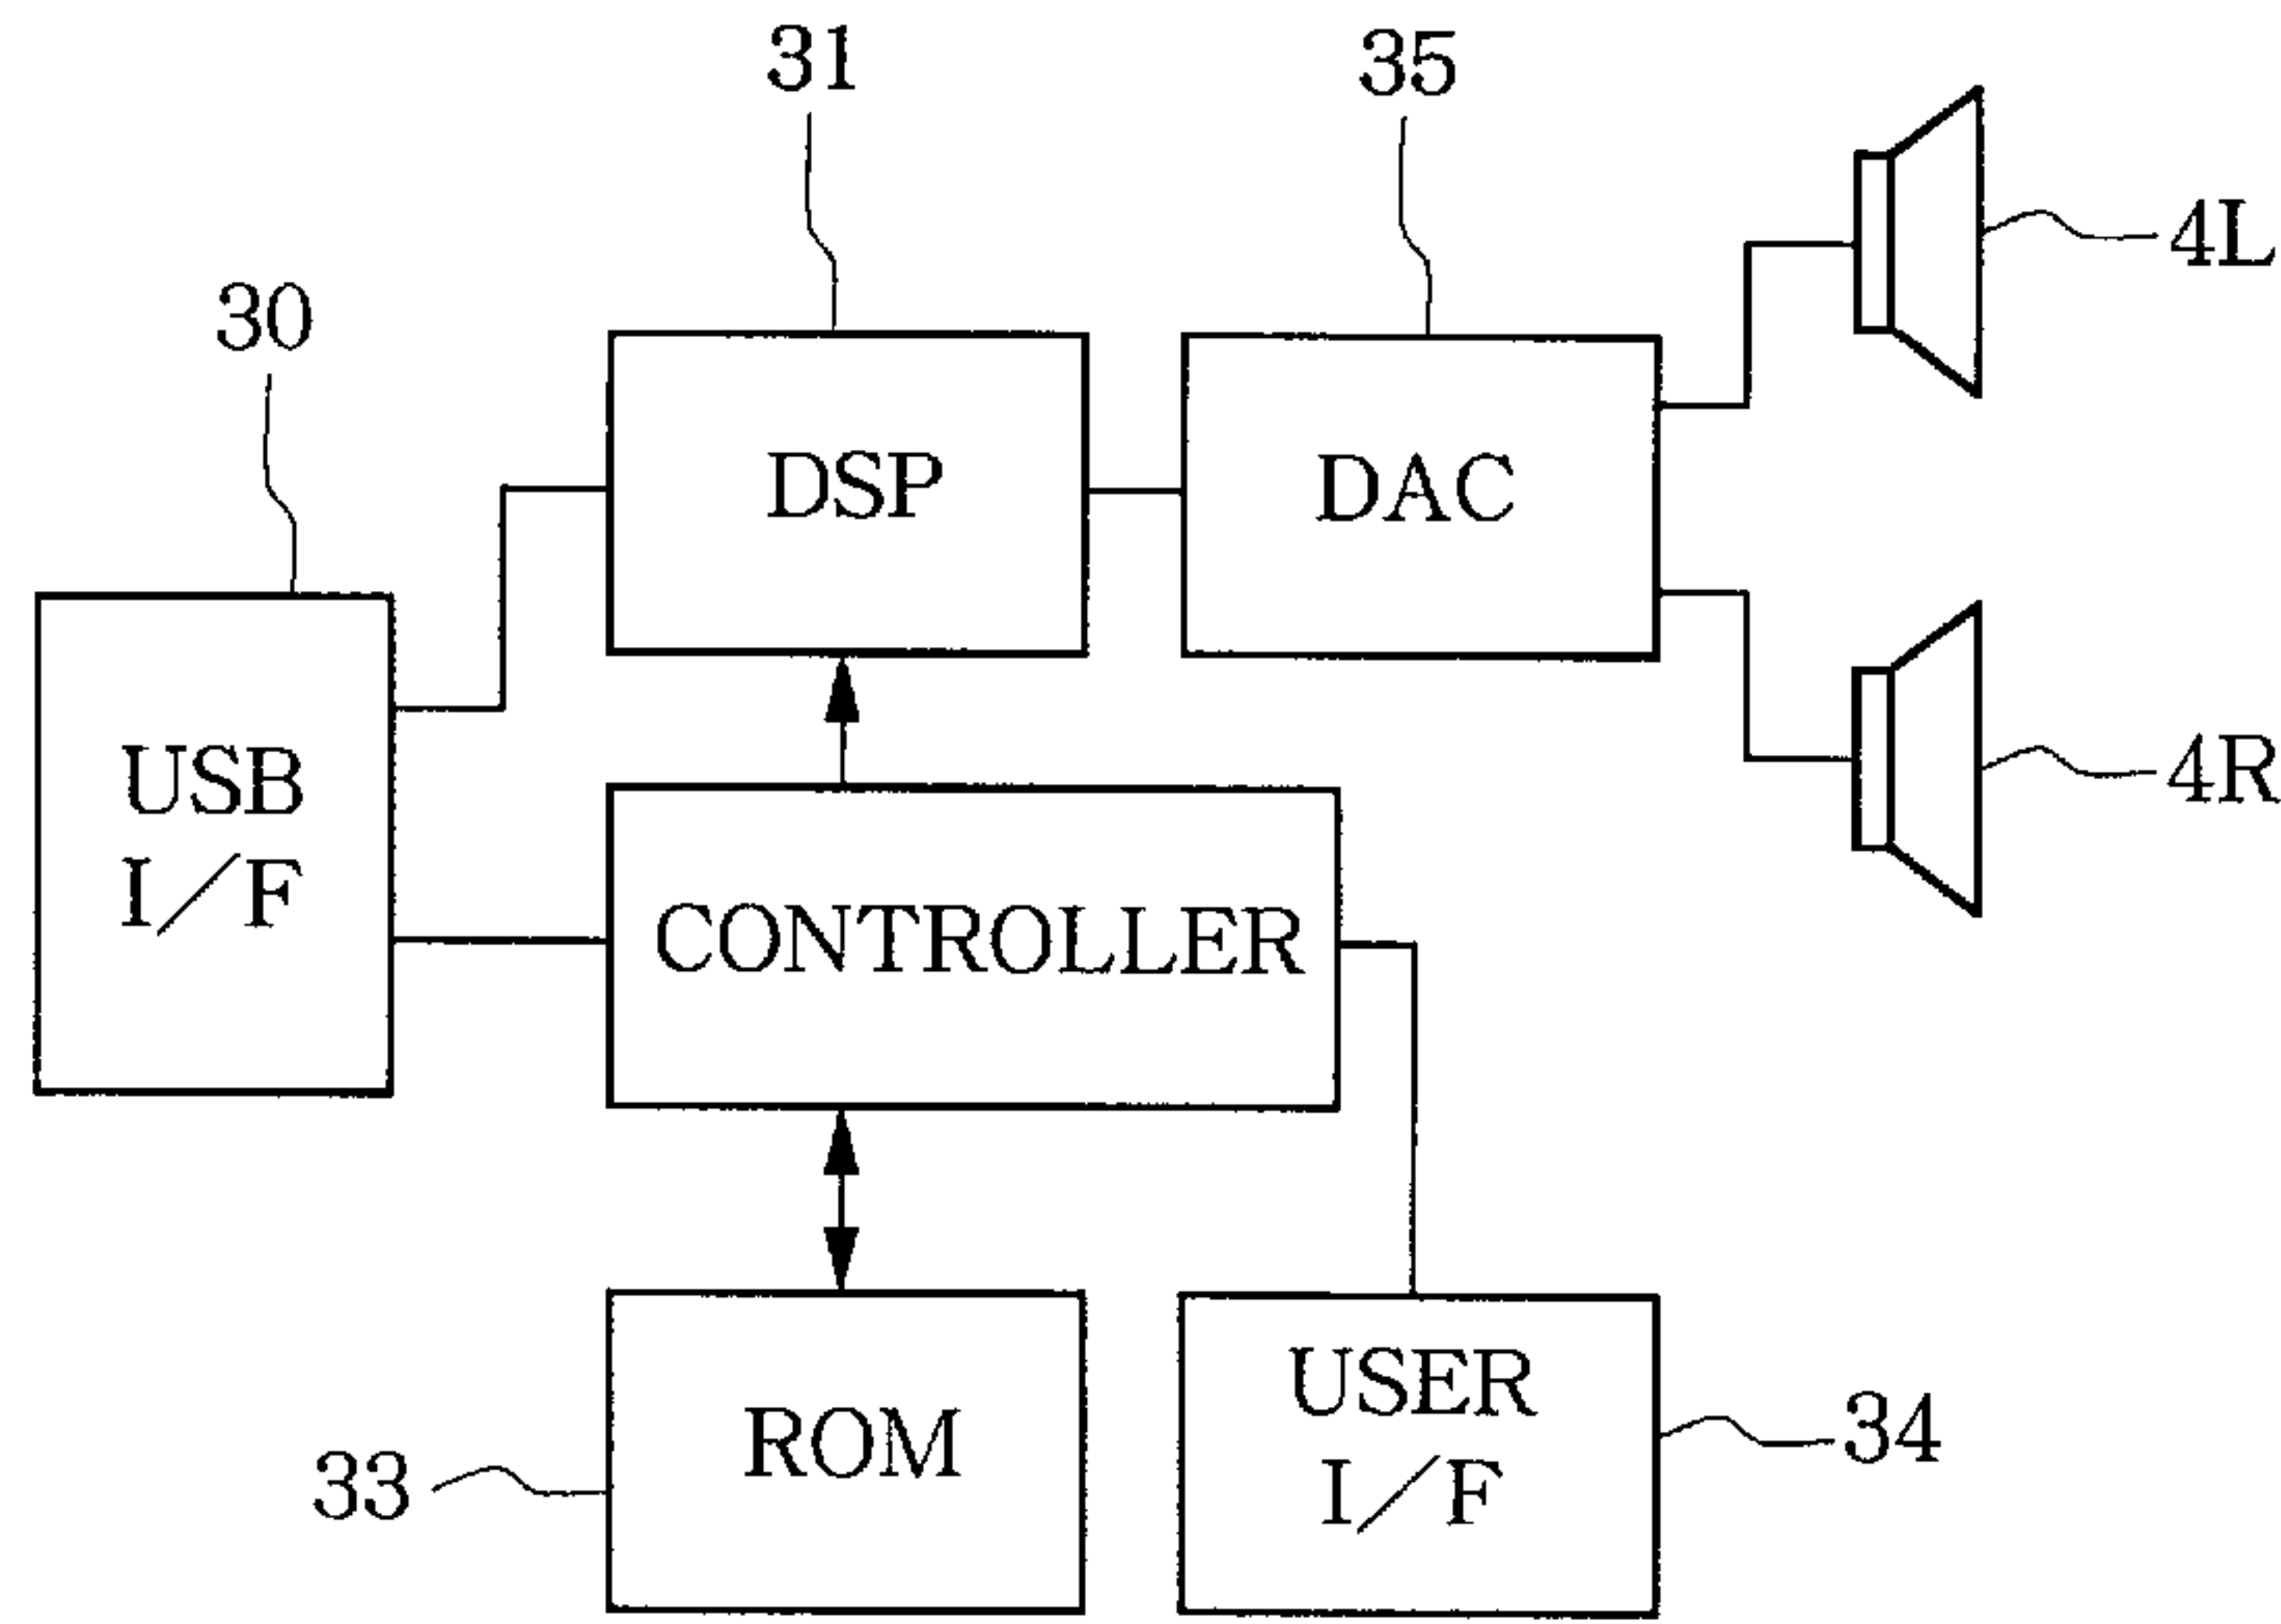 31
35
4L
30
DSP
DAC
USB
I/F
4R
CONTROLLER
ROM
33
USER
I/F
34